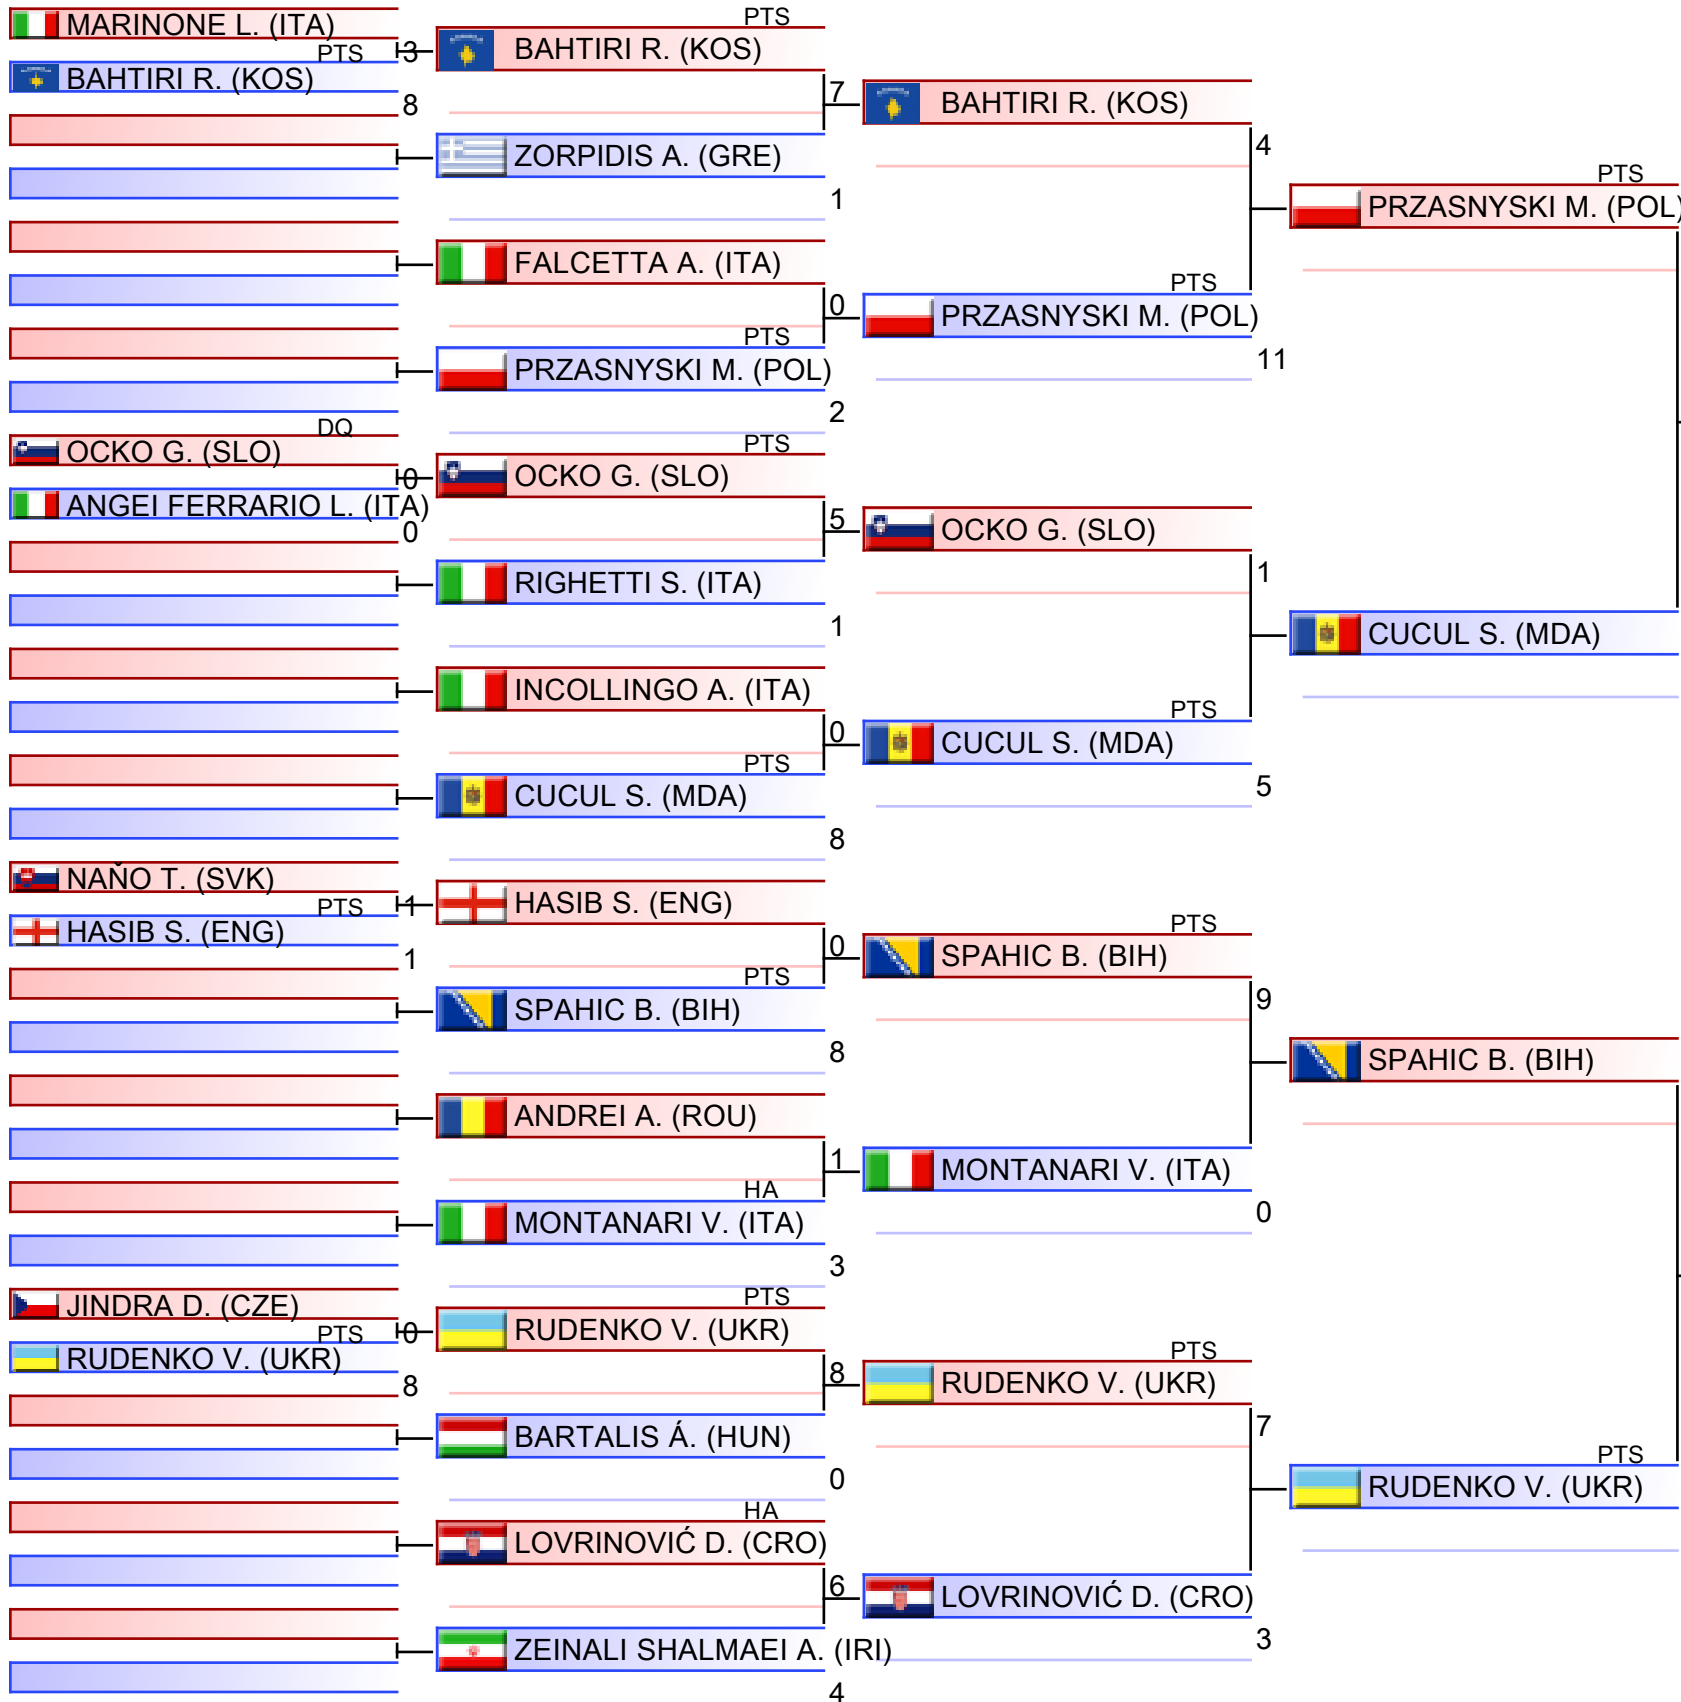 MARINONE L. (ITA)
PTS
3
BAHTIRI R. (KOS)
8
DQ
OCKO G. (SLO)
0
ANGEI FERRARIO L. (ITA)
0
NAŇO T. (SVK)
PTS
1
HASIB S. (ENG)
1
JINDRA D. (CZE)
PTS
0
RUDENKO V. (UKR)
8
PTS
BAHTIRI R. (KOS)
7
ZORPIDIS A. (GRE)
1
FALCETTA A. (ITA)
0
PTS
PRZASNYSKI M. (POL)
2
PTS
OCKO G. (SLO)
5
RIGHETTI S. (ITA)
1
INCOLLINGO A. (ITA)
0
PTS
CUCUL S. (MDA)
8
HASIB S. (ENG)
0
PTS
SPAHIC B. (BIH)
8
ANDREI A. (ROU)
1
HA
MONTANARI V. (ITA)
3
PTS
RUDENKO V. (UKR)
8
BARTALIS Á. (HUN)
0
HA
LOVRINOVIĆ D. (CRO)
6
ZEINALI SHALMAEI A. (IRI)
4
BAHTIRI R. (KOS)
4
PTS
PRZASNYSKI M. (POL)
11
OCKO G. (SLO)
1
PTS
CUCUL S. (MDA)
5
PTS
SPAHIC B. (BIH)
9
MONTANARI V. (ITA)
0
PTS
RUDENKO V. (UKR)
7
LOVRINOVIĆ D. (CRO)
3
PTS
PRZASNYSKI M. (POL)
CUCUL S. (MDA)
SPAHIC B. (BIH)
PTS
RUDENKO V. (UKR)